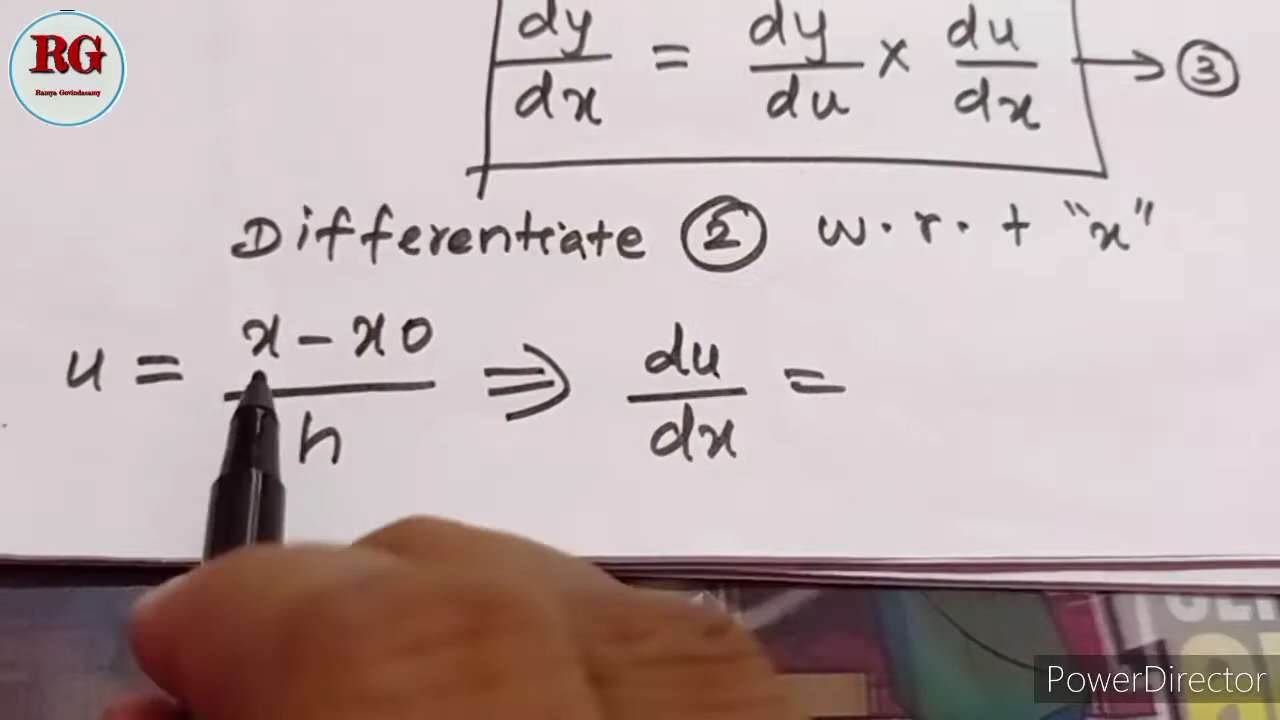 RG
Ramya Govindasamy
dy/dx = dy/du × du/dx → ③
Differentiate ② w.r.t "x"
u = x - x0 / h ⇒ du/dx =
PowerDirector